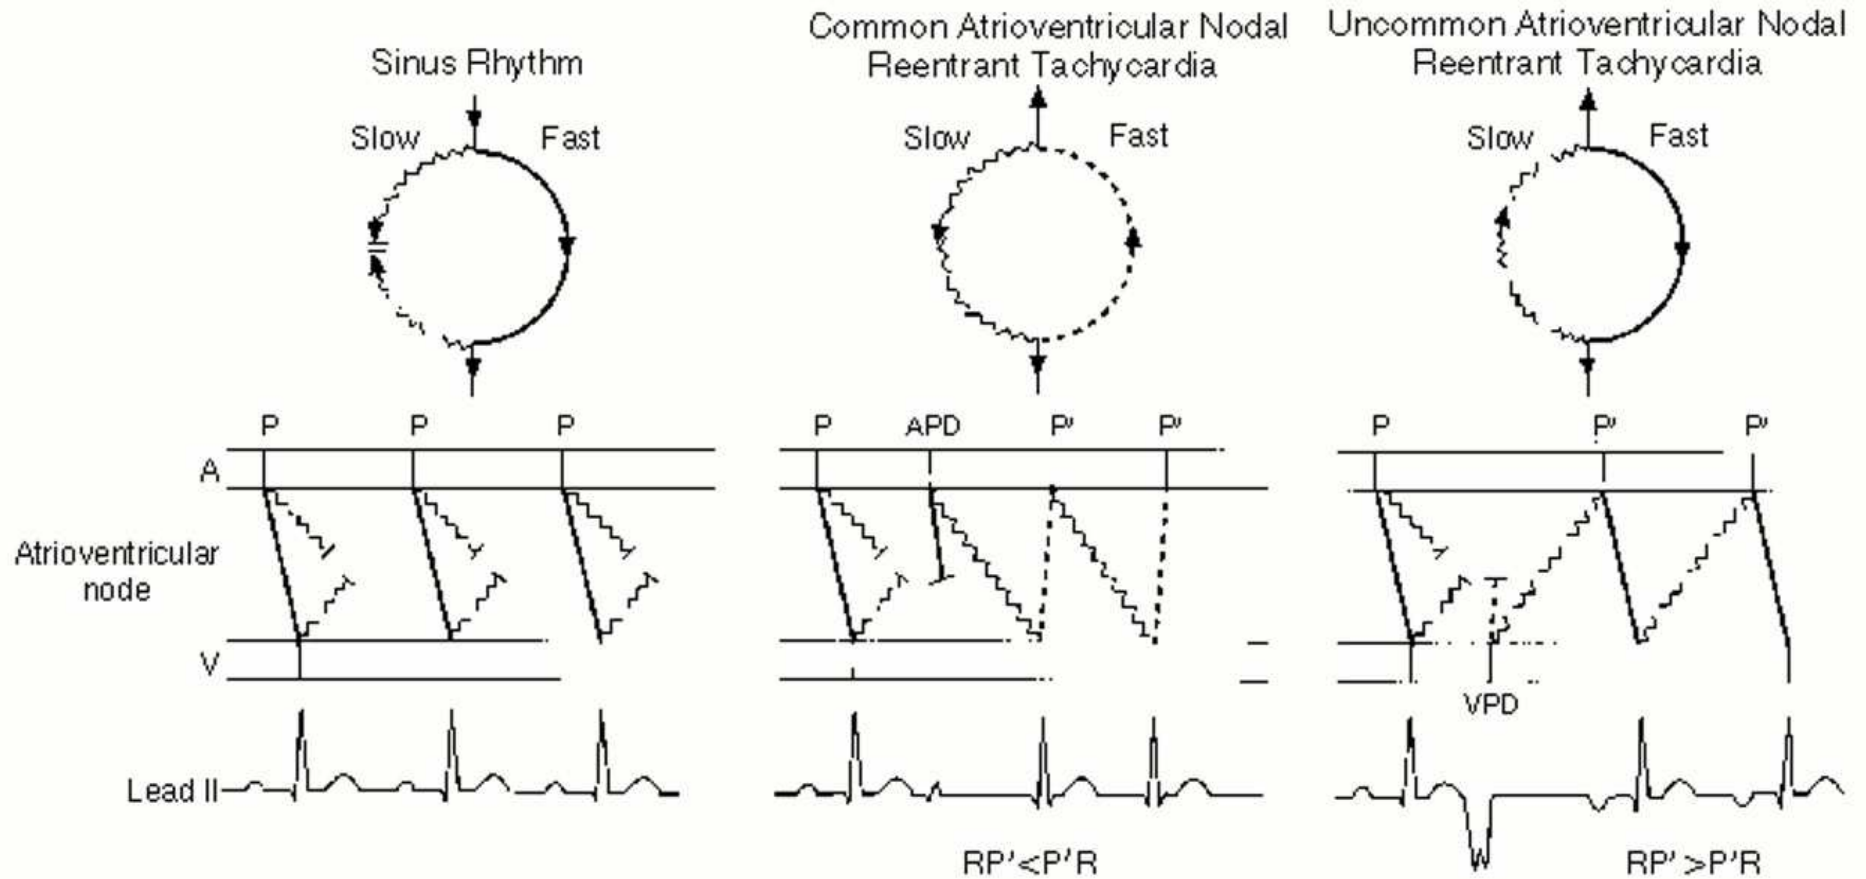 Sinus Rhythm
Common Atrioventricular Nodal
Reentrant Tachycardia
Uncommon Atrioventricular Nodal
Reentrant Tachycardia
Slow Fast
Slow Fast
Slow Fast
P P P
P APD P' P'
P P' P'
A
Atrioventricular
node
V
VPD
Lead II
RP'<P'R
RP'>P'R